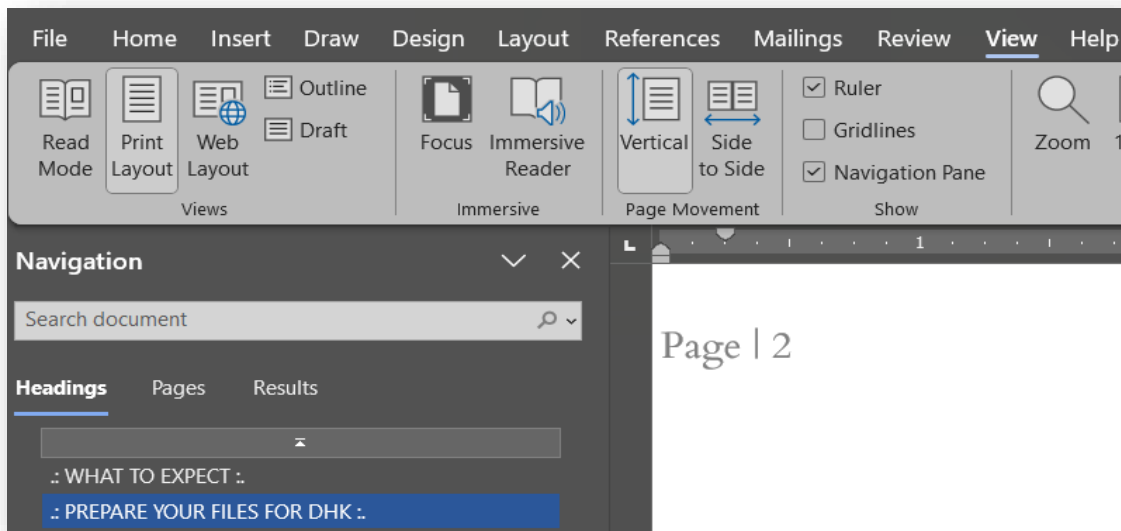 File Home Insert Draw Design Layout References Mailings Review View Help
Read Mode
Print Layout
Web Layout
Outline
Draft
Views
Focus
Immersive Reader
Immersive
Vertical
Side to Side
Page Movement
Ruler
Gridlines
Navigation Pane
Show
Zoom
Navigation
Search document
Headings Pages Results
.: WHAT TO EXPECT :.
.: PREPARE YOUR FILES FOR DHK :.
1
Page | 2